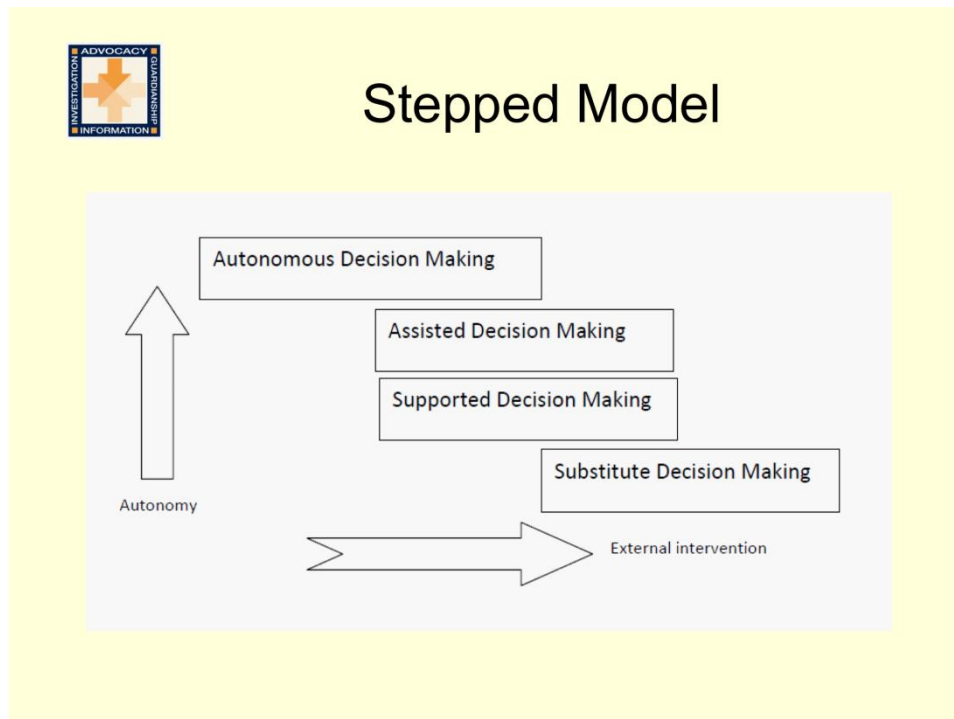 ADVOCACY
INVESTIGATION
GUARDIANSHIP
INFORMATION
Stepped Model
Autonomous Decision Making
Assisted Decision Making
Supported Decision Making
Substitute Decision Making
Autonomy
External intervention